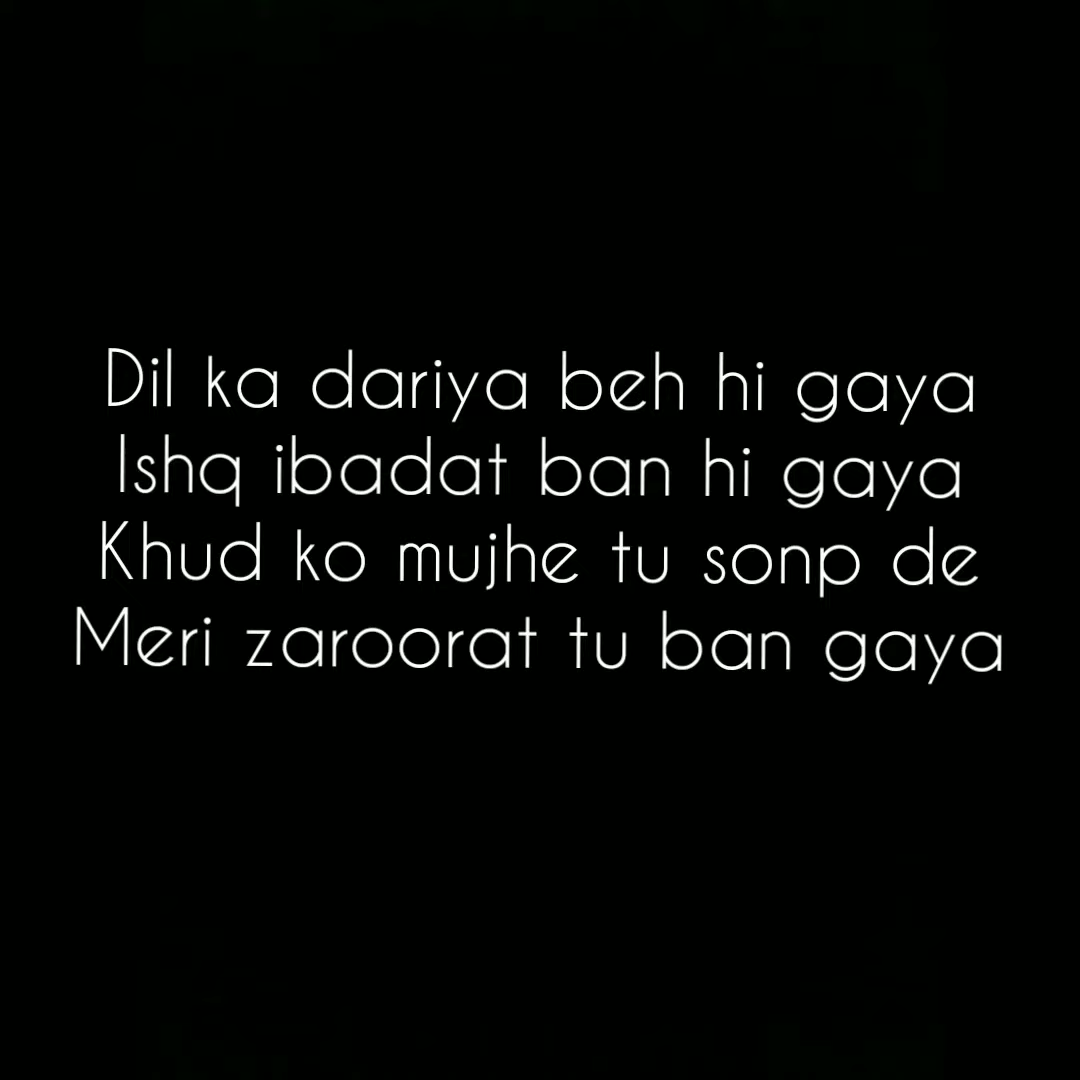 Dil ka dariya beh hi gaya
Ishq ibadat ban hi gaya
Khud ko mujhe tu sonp de
Meri zaroorat tu ban gaya